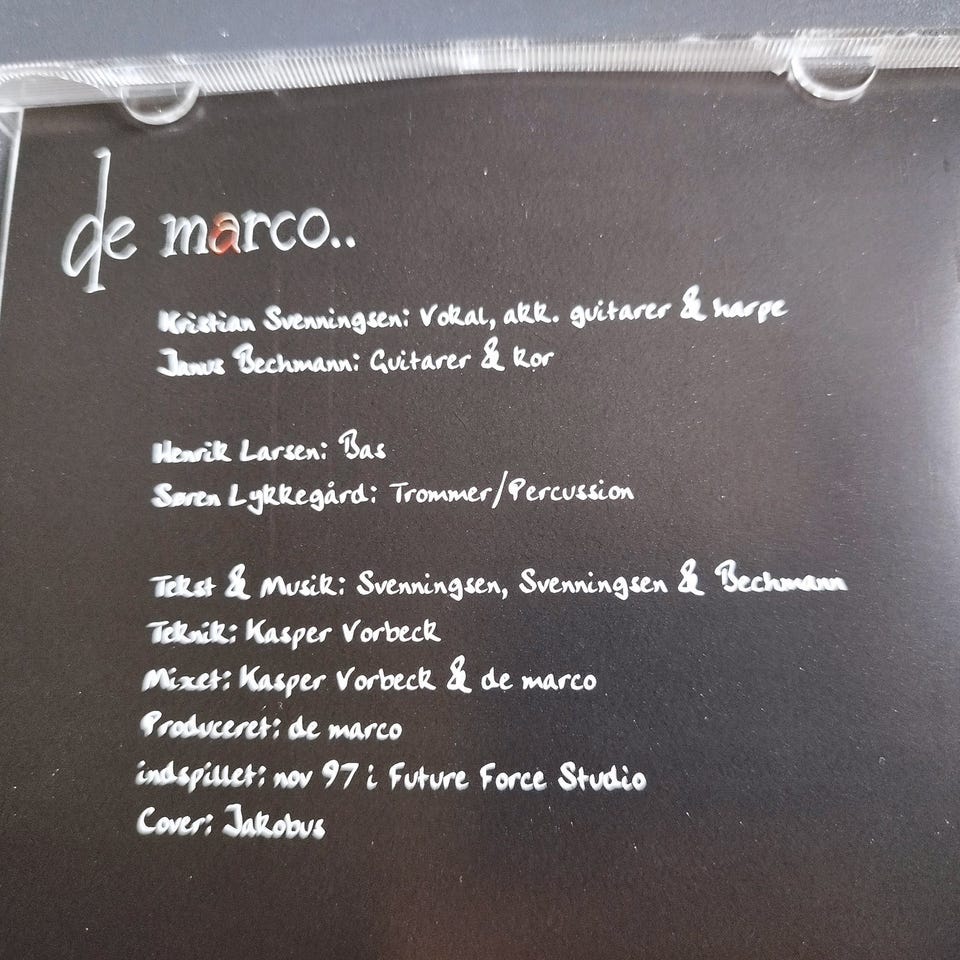 de marco..
Kristian Svenningsen: Vokal, akk. guitarer & harpe
Janus Bechmann: Guitarer & kor
Henrik Larsen: Bas
Søren Lykkegård: Trommer/Percussion
Tekst & Musik: Svenningsen, Svenningsen & Bechmann
Teknik: Kasper Vorbeck
Mixet: Kasper Vorbeck & de marco
Produceret: de marco
indspillet: nov 97 i Future Force Studio
Cover: Jakobus